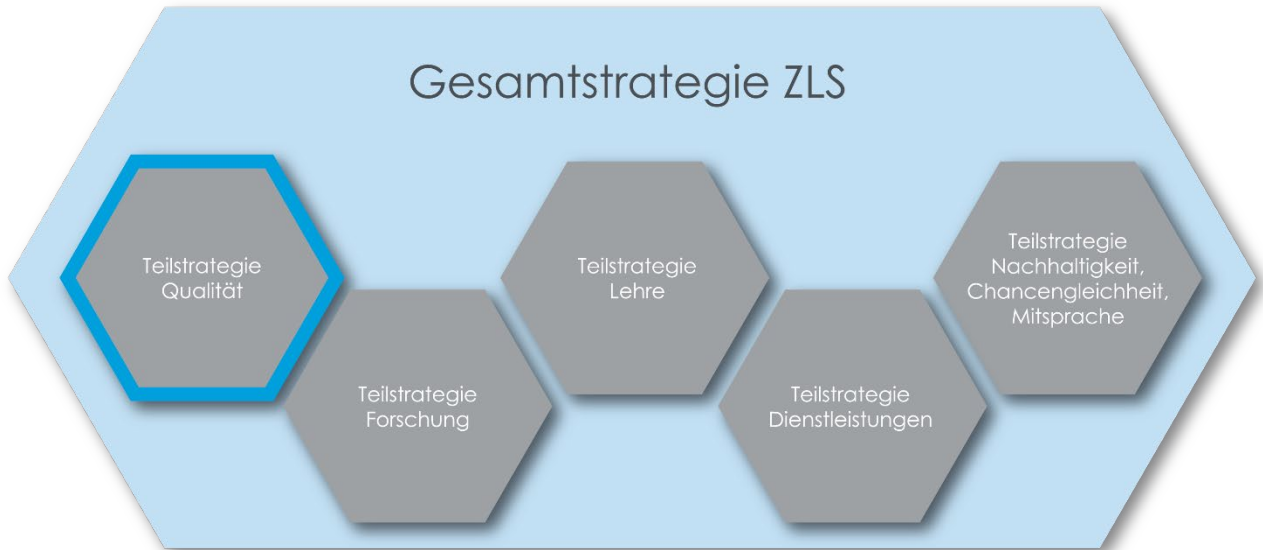 Gesamtstrategie ZLS
Teilstrategie
Qualität
Teilstrategie
Forschung
Teilstrategie
Lehre
Teilstrategie
Dienstleistungen
Teilstrategie
Nachhaltigkeit,
Chancengleichheit,
Mitsprache